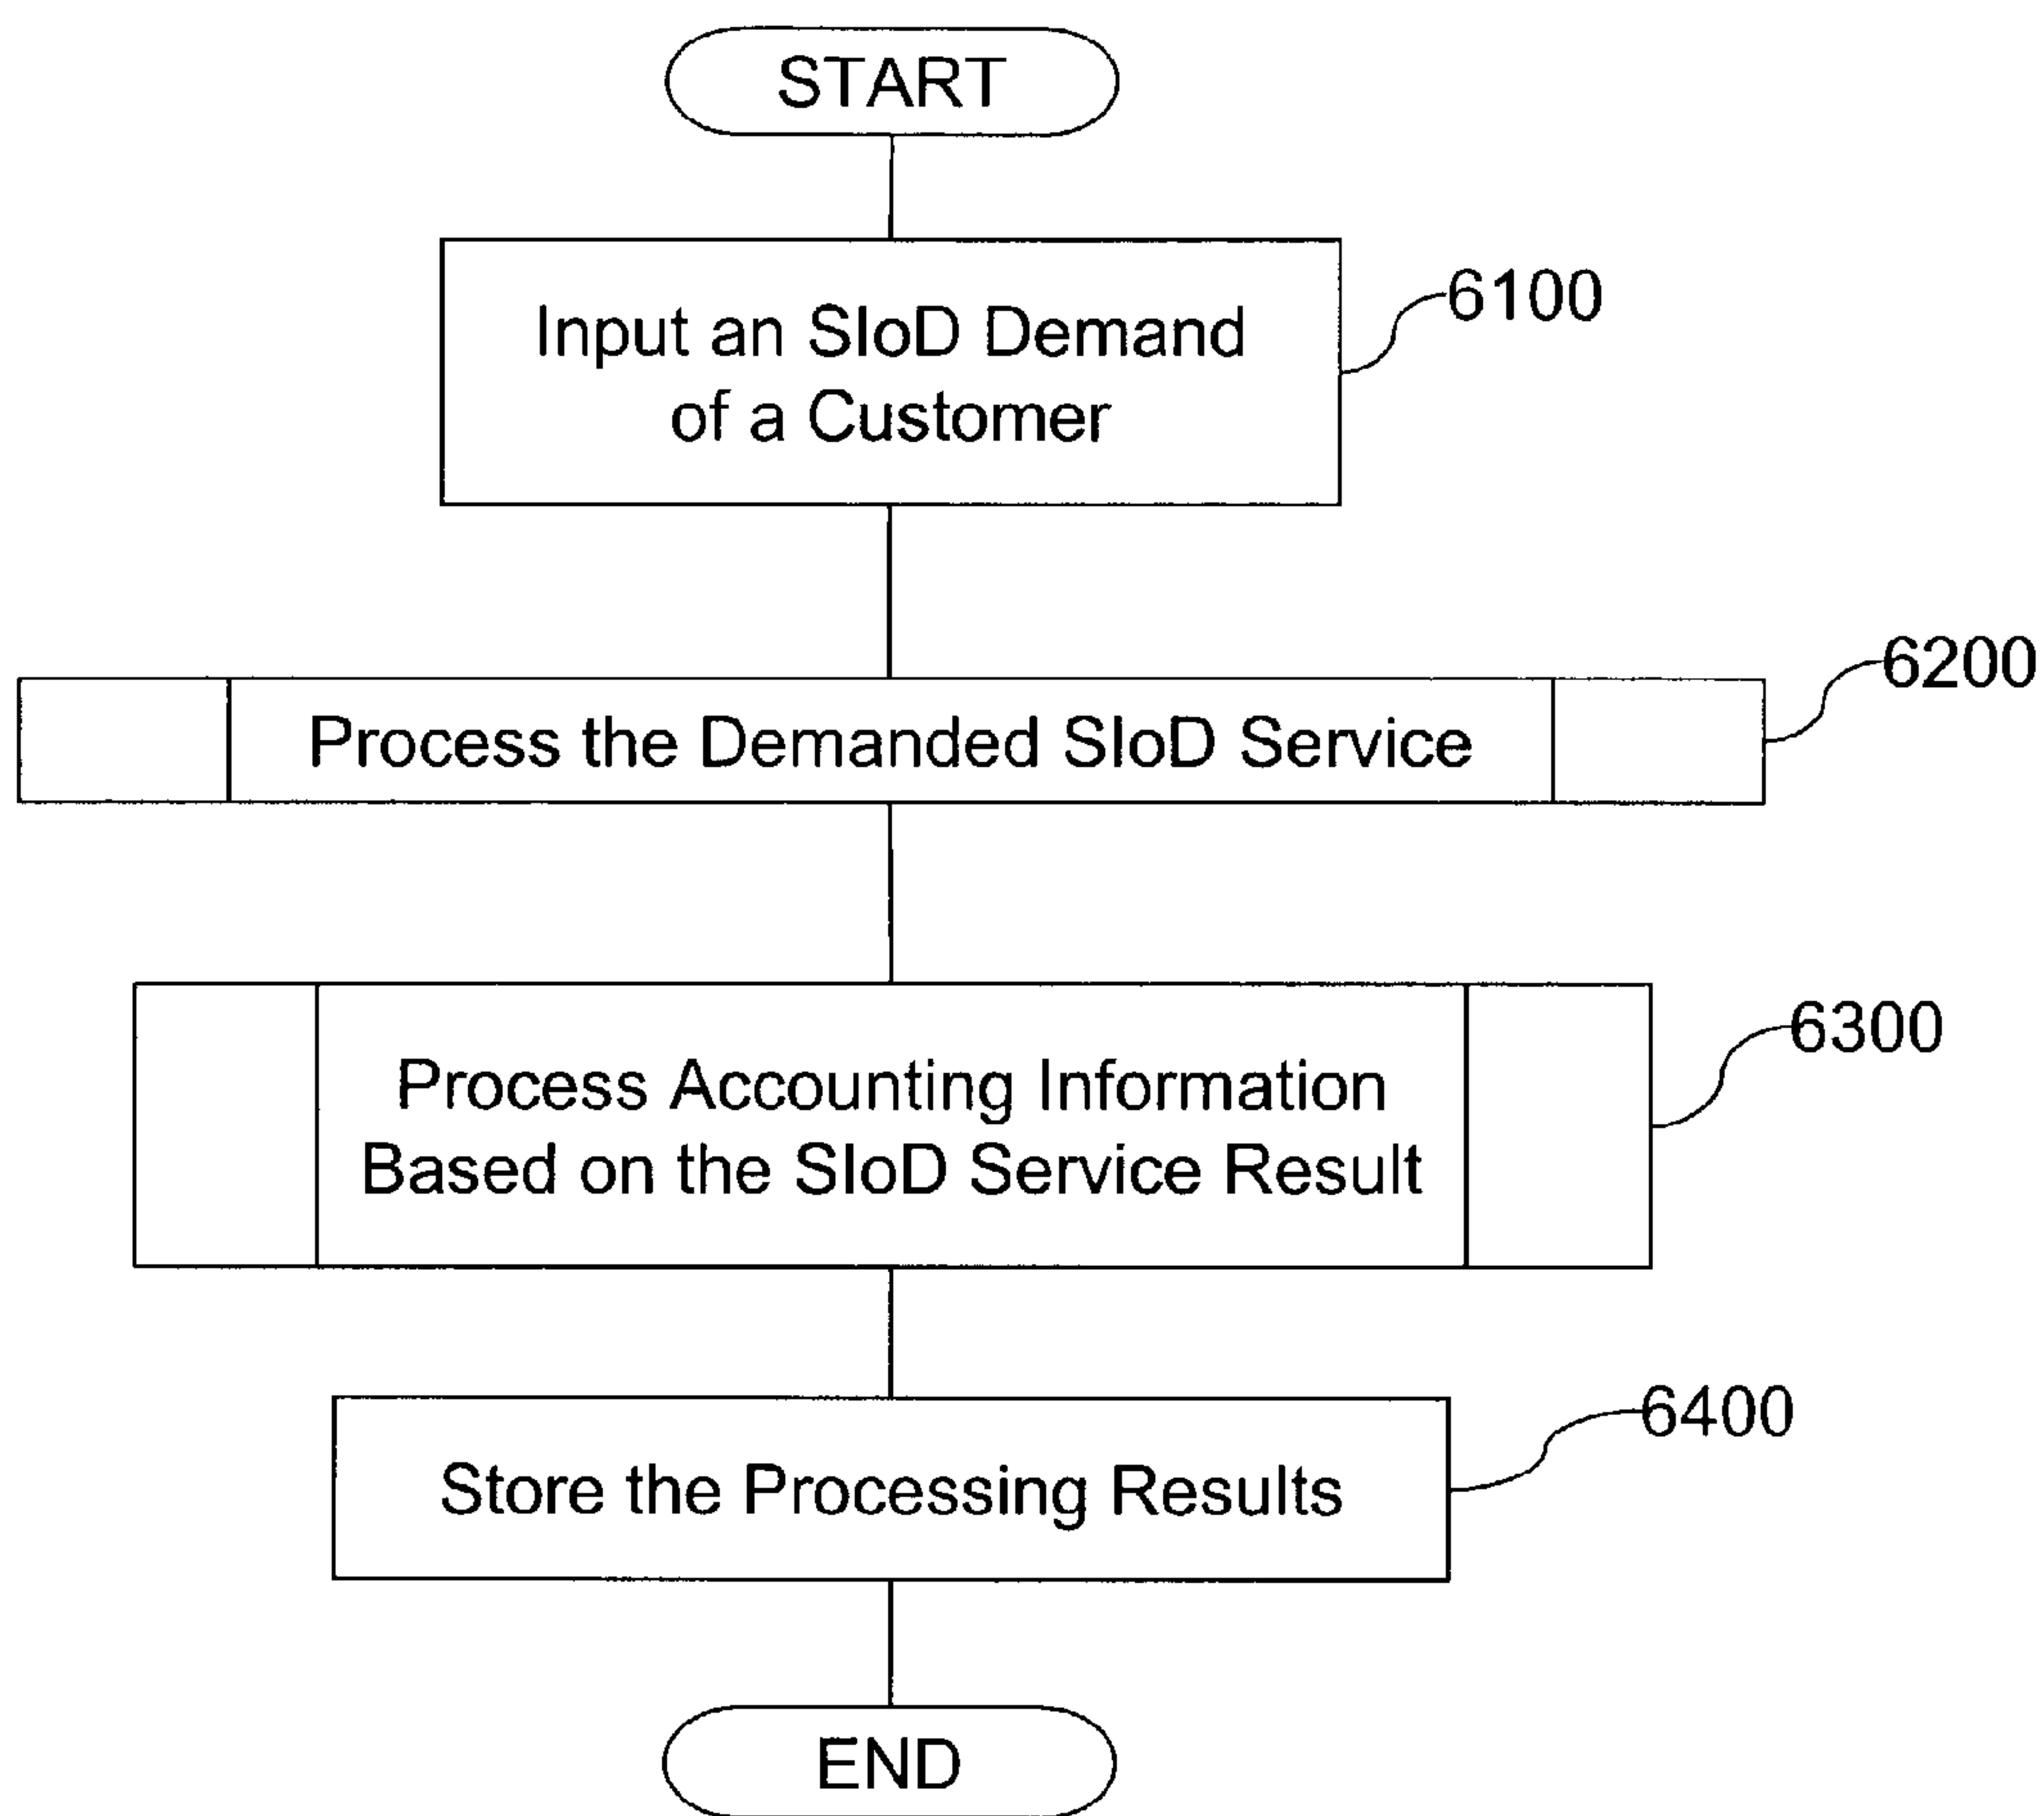 START
Input an SIoD Demand
of a Customer
6100
Process the Demanded SIoD Service
6200
Process Accounting Information
Based on the SIoD Service Result
6300
Store the Processing Results
6400
END